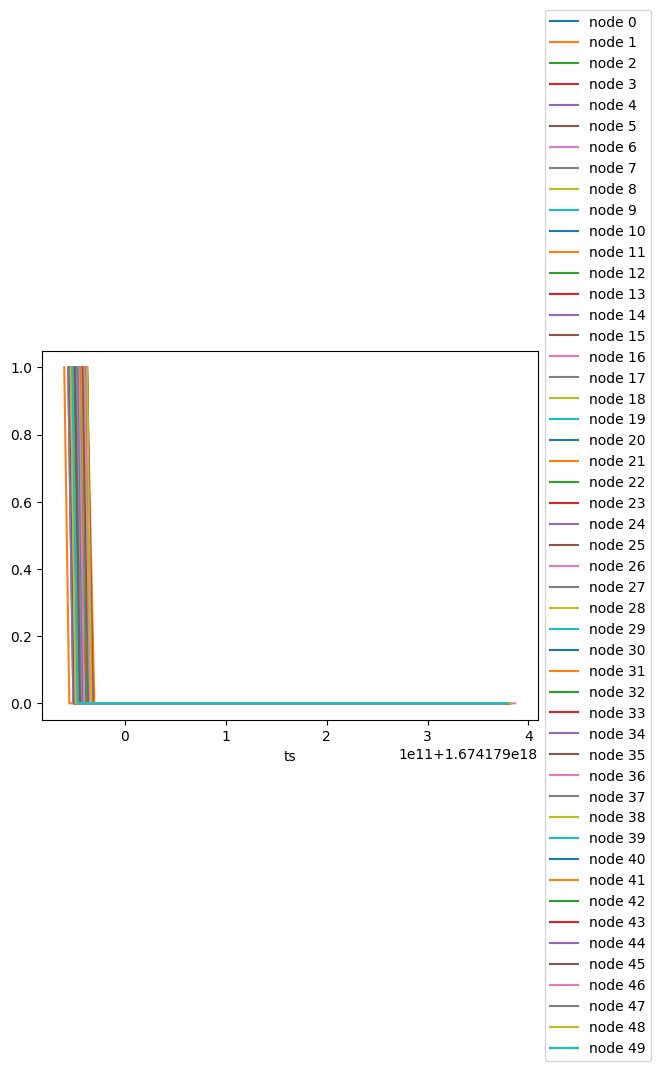 1.0
0.8
0.6
0.4
0.2
0.0
0
1
2
3
4
1e11+1.674179e18
ts
node 0
node 1
node 2
node 3
node 4
node 5
node 6
node 7
node 8
node 9
node 10
node 11
node 12
node 13
node 14
node 15
node 16
node 17
node 18
node 19
node 20
node 21
node 22
node 23
node 24
node 25
node 26
node 27
node 28
node 29
node 30
node 31
node 32
node 33
node 34
node 35
node 36
node 37
node 38
node 39
node 40
node 41
node 42
node 43
node 44
node 45
node 46
node 47
node 48
node 49